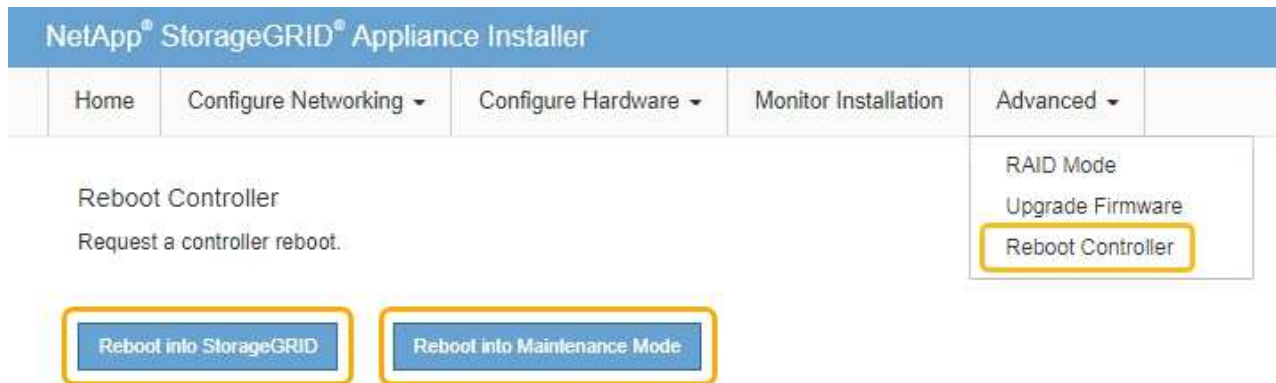 NetApp® StorageGRID® Appliance Installer
Home Configure Networking Configure Hardware Monitor Installation Advanced
RAID Mode
Upgrade Firmware
Reboot Controller
Reboot Controller
Request a controller reboot.
Reboot into StorageGRID Reboot into Maintenance Mode